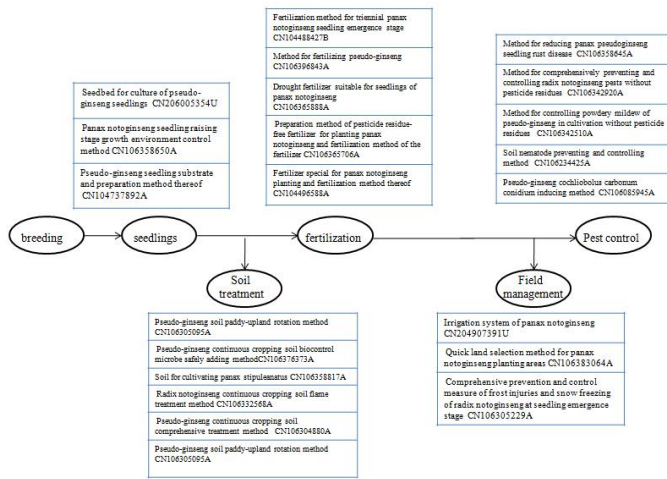 Fertilization method for triennial panax
notoginseng seedling emergence stage
CN104488427B
Method for fertilizing pseudo-ginseng
CN106396843A
Drought fertilizer suitable for seedlings of
panax notoginseng
CN106365888A
Preparation method of pesticide residue-
free fertilizer for planting panax
notoginseng and fertilization method of the
fertilizer CN106365706A
Fertilizer special for panax notoginseng
planting and fertilization method thereof
CN104496588A
Seedbed for culture of pseudo-
ginseng seedlings CN206005354U
Panax notoginseng seedling raising
stage growth environment control
method CN106358650A
Pseudo-ginseng seedling substrate
and preparation method thereof
CN104737892A
Method for reducing panax pseudoginseng
seedling rust disease CN106358645A
Method for comprehensively preventing and
controlling radix notoginseng pests without
pesticide residues CN106342920A
Method for controlling powdery mildew of
pseudo-ginseng in cultivation without pesticide
residues CN106342510A
Soil nematode preventing and controlling
method CN106234425A
Pseudo-ginseng cochliobolus carbonum
conidium inducing method CN106085945A
breeding
seedlings
fertilization
Pest control
Soil
treatment
Field
management
Pseudo-ginseng soil paddy-upland rotation method
CN106305095A
Pseudo-ginseng continuous cropping soil biocontrol
microbe safely adding methodCN106376373A
Soil for cultivating panax stipuleanatus CN106358817A
Radix notoginseng continuous cropping soil flame
treatment method CN106332568A
Pseudo-ginseng continuous cropping soil
comprehensive treatment method CN106304880A
Pseudo-ginseng soil paddy-upland rotation method
CN106305095A
Irrigation system of panax notoginseng
CN204907391U
Quick land selection method for panax
notoginseng planting areas CN106383064A
Comprehensive prevention and control
measure of frost injuries and snow freezing
of radix notoginseng at seedling emergence
stage CN106305229A